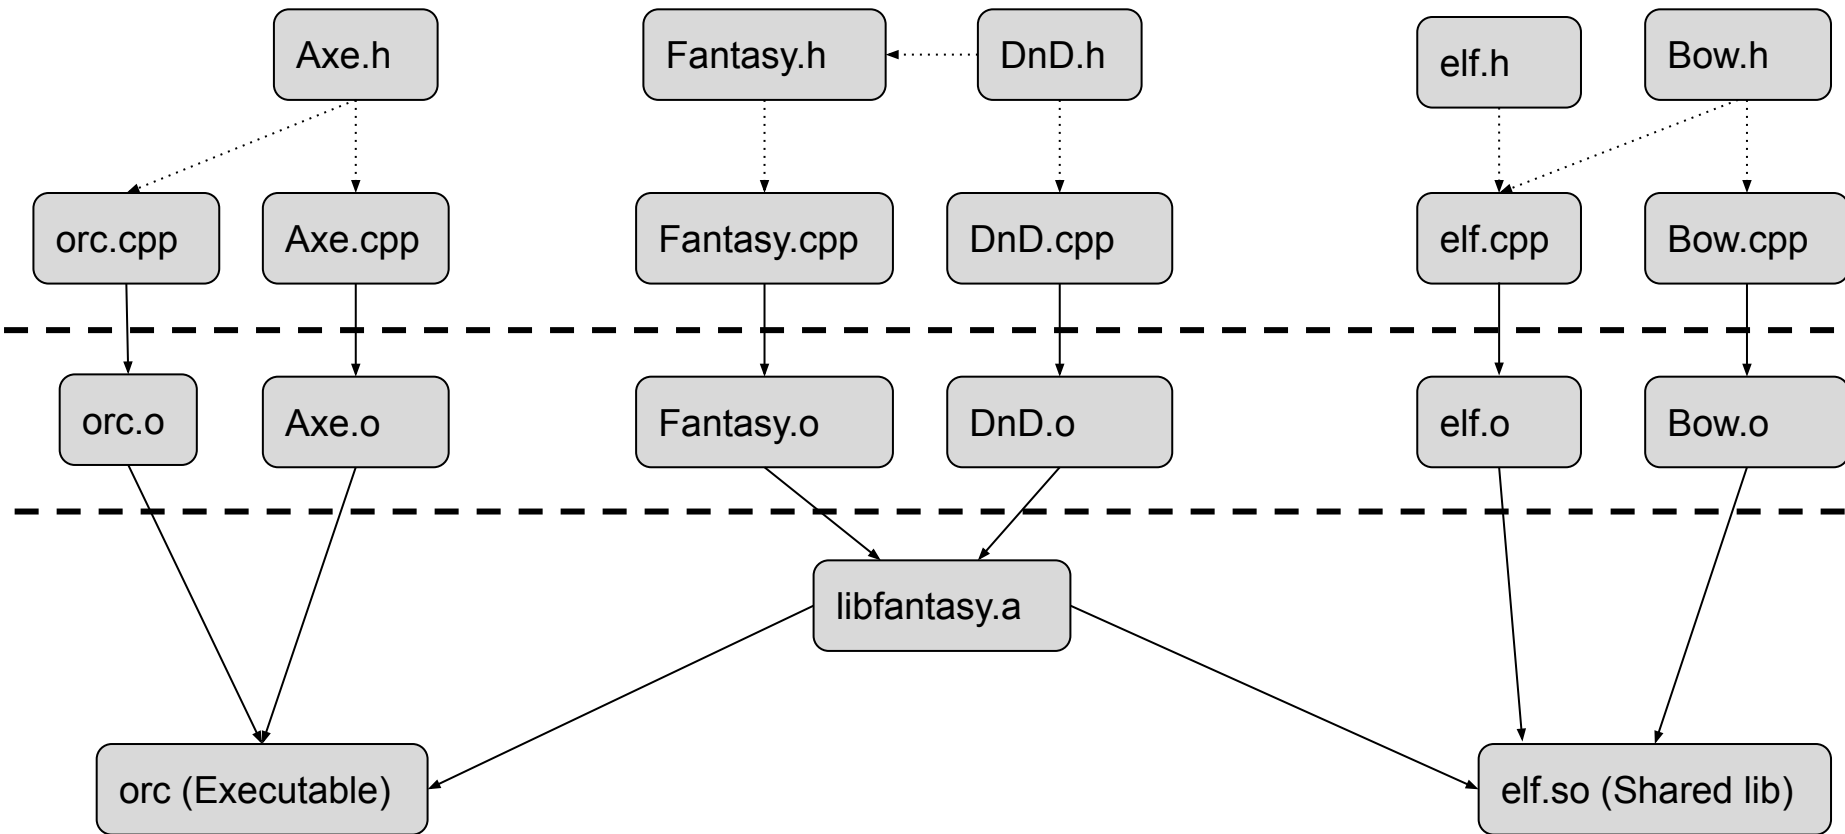 Axe.h
Fantasy.h
DnD.h
elf.h
Bow.h
orc.cpp
Axe.cpp
Fantasy.cpp
DnD.cpp
elf.cpp
Bow.cpp
orc.o
Axe.o
Fantasy.o
DnD.o
elf.o
Bow.o
libfantasy.a
orc (Executable)
elf.so (Shared lib)